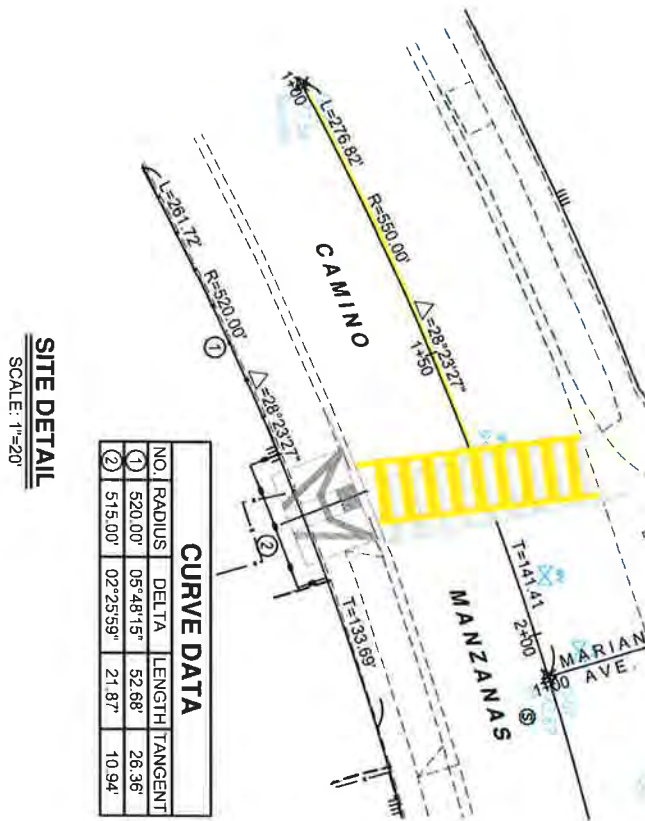 1+00
L=276.82'
R=550.00'
△=28°23'27"
1+50
T=141.41
2+00
MARIAN
AVE.
1+00
CAMINO
MANZANAS
S
L=261.72'
R=520.00'
1
△=28°23'27"
2
T=133.69'
CURVE DATA
NO. RADIUS DELTA LENGTH TANGENT
1 520.00' 05°48'15" 52.68' 26.36'
2 515.00' 02°25'59" 21.87' 10.94'
SITE DETAIL
SCALE: 1"=20'